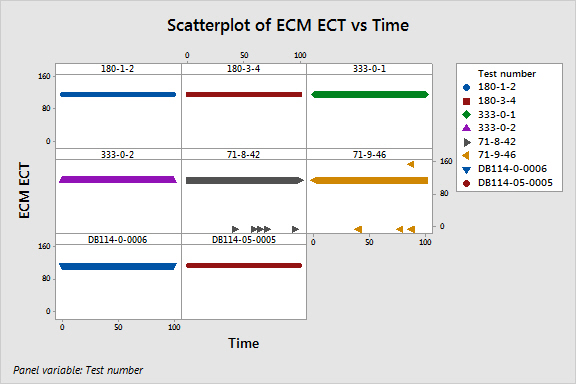 Scatterplot of ECM ECT vs Time
0 50 100
180-1-2 180-3-4 333-0-1
160
80
0
333-0-2 71-8-42 71-9-46
160
80
0
DB114-0-0006 DB114-05-0005
160
80
0
0 50 100
0 50 100
ECM ECT
Time
Test number
180-1-2
180-3-4
333-0-1
333-0-2
71-8-42
71-9-46
DB114-0-0006
DB114-05-0005
Panel variable: Test number